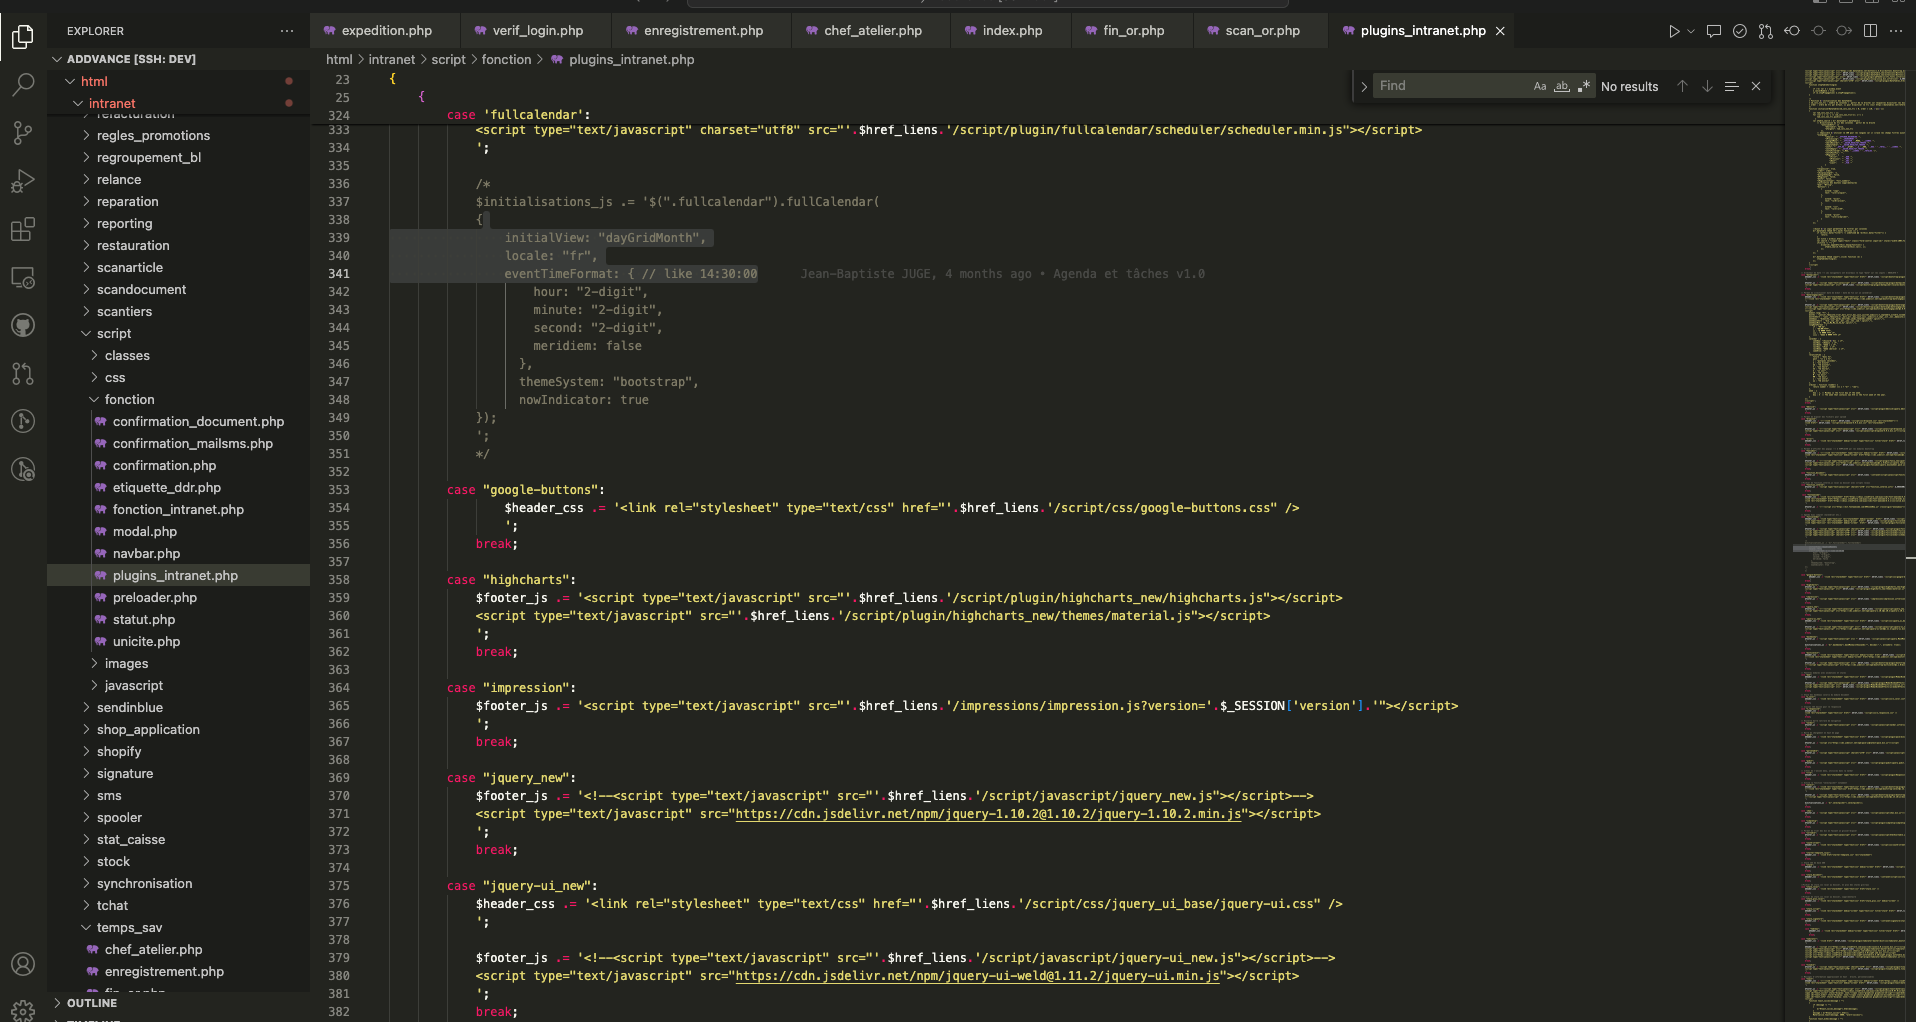 EXPLORER
ADDVANCE [SSH: DEV]
html
intranet
refacturation
regles_promotions
regroupement_bl
relance
reparation
reporting
restauration
scanarticle
scandocument
scantiers
script
classes
css
fonction
confirmation_document.php
confirmation_mailsms.php
confirmation.php
etiquette_ddr.php
fonction_intranet.php
modal.php
navbar.php
plugins_intranet.php
preloader.php
statut.php
unicite.php
images
javascript
sendinblue
shop_application
shopify
signature
sms
spooler
stat_caisse
stock
synchronisation
tchat
temps_sav
chef_atelier.php
enregistrement.php
fin_or.php
OUTLINE
TIMELINE
expedition.php verif_login.php enregistrement.php chef_atelier.php index.php fin_or.php scan_or.php plugins_intranet.php
html > intranet > script > fonction > plugins_intranet.php
Find Aa ab .* No results
23 {
25 {
324 case 'fullcalendar':
333 <script type="text/javascript" charset="utf8" src="'.$href_liens.'/script/plugin/fullcalendar/scheduler/scheduler.min.js"></script>
334 ';
335
336 /*
337 $initialisations_js .= '$(".fullcalendar").fullCalendar(
338 {
339 initialView: "dayGridMonth",
340 locale: "fr",
341 eventTimeFormat: { // like 14:30:00 Jean-Baptiste JUGE, 4 months ago • Agenda et tâches v1.0
342 hour: "2-digit",
343 minute: "2-digit",
344 second: "2-digit",
345 meridiem: false
346 },
347 themeSystem: "bootstrap",
348 nowIndicator: true
349 });
350 ';
351 */
352
353 case "google-buttons":
354 $header_css .= '<link rel="stylesheet" type="text/css" href="'.$href_liens.'/script/css/google-buttons.css" />
355 ';
356 break;
357
358 case "highcharts":
359 $footer_js .= '<script type="text/javascript" src="'.$href_liens.'/script/plugin/highcharts_new/highcharts.js"></script>
360 <script type="text/javascript" src="'.$href_liens.'/script/plugin/highcharts_new/themes/material.js"></script>
361 ';
362 break;
363
364 case "impression":
365 $footer_js .= '<script type="text/javascript" src="'.$href_liens.'/impressions/impression.js?version='.$_SESSION['version'].'"></script>
366 ';
367 break;
368
369 case "jquery_new":
370 $footer_js .= '<!--<script type="text/javascript" src="'.$href_liens.'/script/javascript/jquery_new.js"></script>-->
371 <script type="text/javascript" src="https://cdn.jsdelivr.net/npm/jquery-1.10.2@1.10.2/jquery-1.10.2.min.js"></script>
372 ';
373 break;
374
375 case "jquery-ui_new":
376 $header_css .= '<link rel="stylesheet" type="text/css" href="'.$href_liens.'/script/css/jquery_ui_base/jquery-ui.css" />
377 ';
378
379 $footer_js .= '<!--<script type="text/javascript" src="'.$href_liens.'/script/javascript/jquery-ui_new.js"></script>-->
380 <script type="text/javascript" src="https://cdn.jsdelivr.net/npm/jquery-ui-weld@1.11.2/jquery-ui.min.js"></script>
381 ';
382 break;